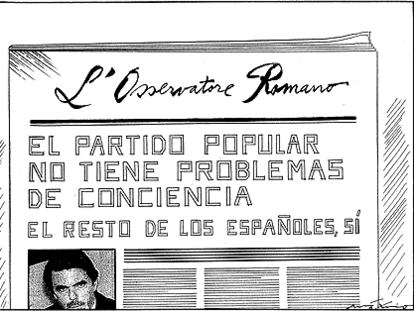 L'Osservatore Romano
EL PARTIDO POPULAR
NO TIENE PROBLEMAS
DE CONCIENCIA
EL RESTO DE LOS ESPAÑOLES, SÍ